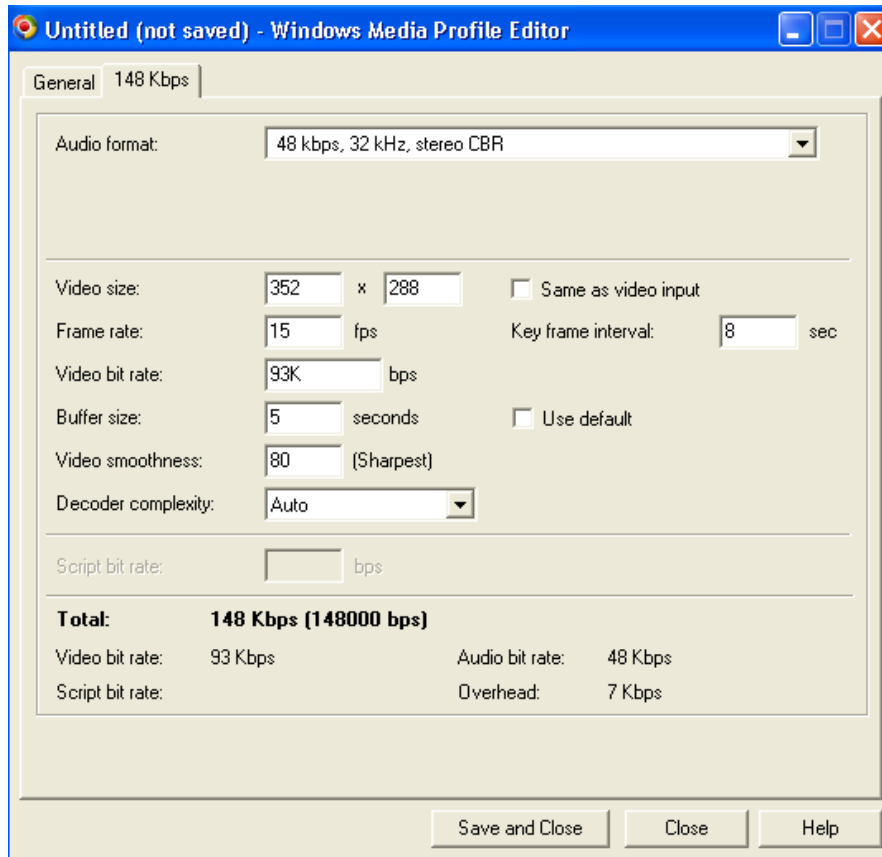 Untitled (not saved) - Windows Media Profile Editor
General 148 Kbps
Audio format: 48 kbps, 32 kHz, stereo CBR
Video size: 352 x 288 Same as video input
Frame rate: 15 fps Key frame interval: 8 sec
Video bit rate: 93K bps
Buffer size: 5 seconds Use default
Video smoothness: 80 (Sharpest)
Decoder complexity: Auto
Script bit rate: bps
Total: 148 Kbps (148000 bps)
Video bit rate: 93 Kbps Audio bit rate: 48 Kbps
Script bit rate: Overhead: 7 Kbps
Save and Close Close Help